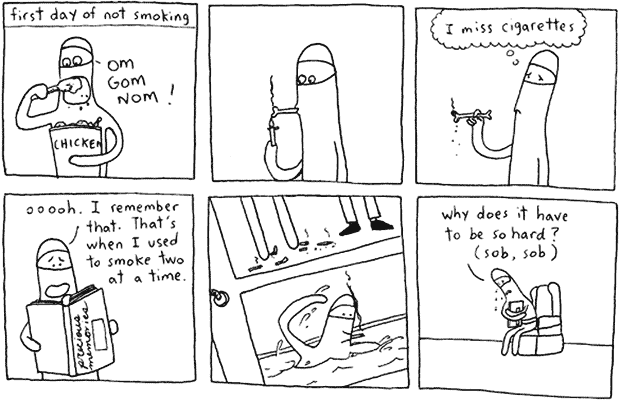 first day of not smoking
OM
GOM
NOM !
CHICKEN
I miss cigarettes
ooooh. I remember
that. That's
when I used
to smoke two
at a time.
precious
memories
why does it have
to be so hard?
(sob, sob)